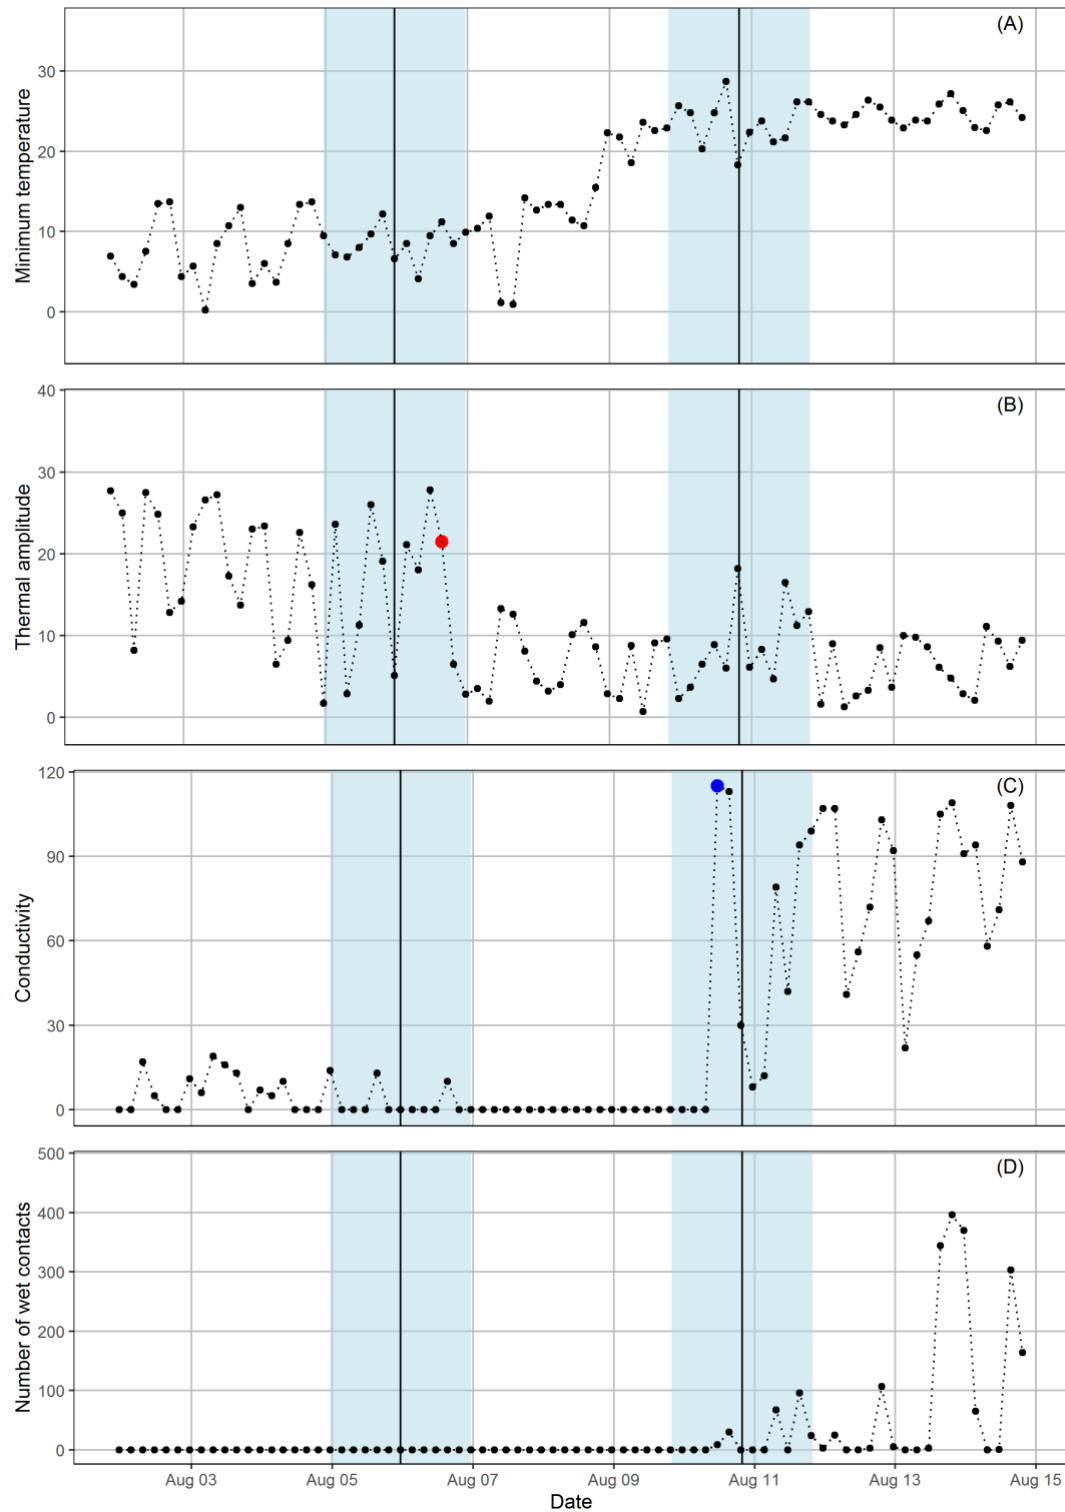 (A)
Minimum temperature
30
20
10
0
(B)
Thermal amplitude
40
30
20
10
0
(C)
Conductivity
120
90
60
30
0
(D)
Number of wet contacts
500
400
300
200
100
0
Aug 03 Aug 05 Aug 07 Aug 09 Aug 11 Aug 13 Aug 15
Date